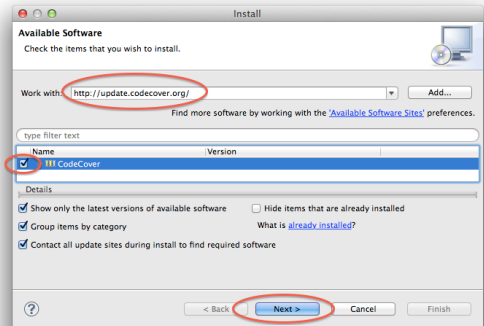 Install
Available Software
Check the items that you wish to install.
Work with: http://update.codecover.org/ Add...
Find more software by working with the 'Available Software Sites' preferences.
type filter text
Name Version
CodeCover
Details
Show only the latest versions of available software Hide items that are already installed
Group items by category What is already installed?
Contact all update sites during install to find required software
? < Back Next > Cancel Finish